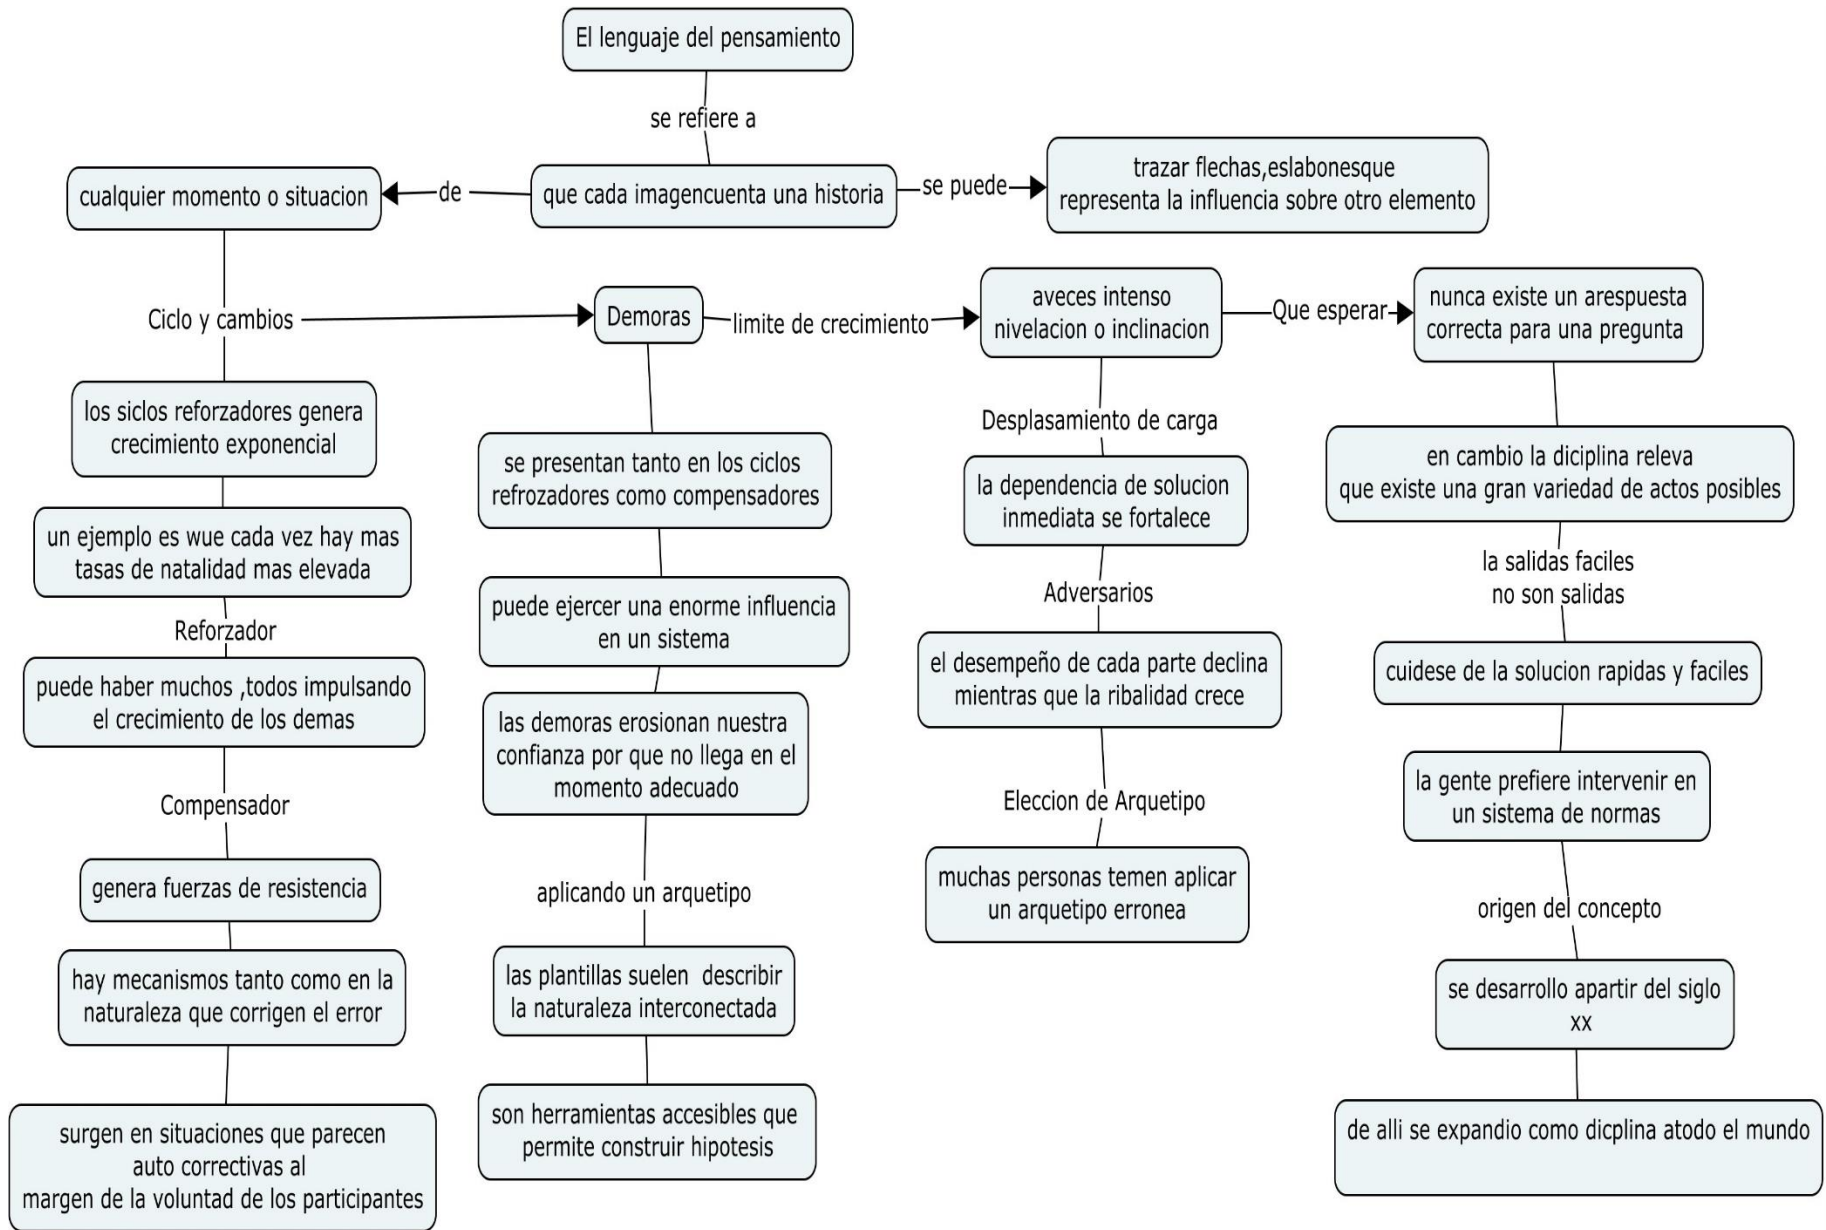 El lenguaje del pensamiento
se refiere a
que cada imagencuenta una historia
de
cualquier momento o situacion
se puede
trazar flechas,eslabonesque
representa la influencia sobre otro elemento
Ciclo y cambios
los siclos reforzadores genera
crecimiento exponencial
un ejemplo es wue cada vez hay mas
tasas de natalidad mas elevada
Reforzador
puede haber muchos ,todos impulsando
el crecimiento de los demas
Compensador
genera fuerzas de resistencia
hay mecanismos tanto como en la
naturaleza que corrigen el error
surgen en situaciones que parecen
auto correctivas al
margen de la voluntad de los participantes
Demoras
se presentan tanto en los ciclos
refrozadores como compensadores
puede ejercer una enorme influencia
en un sistema
las demoras erosionan nuestra
confianza por que no llega en el
momento adecuado
aplicando un arquetipo
las plantillas suelen describir
la naturaleza interconectada
son herramientas accesibles que
permite construir hipotesis
limite de crecimiento
aveces intenso
nivelacion o inclinacion
Desplasamiento de carga
la dependencia de solucion
inmediata se fortalece
Adversarios
el desempeño de cada parte declina
mientras que la ribalidad crece
Eleccion de Arquetipo
muchas personas temen aplicar
un arquetipo erronea
Que esperar
nunca existe un arespuesta
correcta para una pregunta
en cambio la diciplina releva
que existe una gran variedad de actos posibles
la salidas faciles
no son salidas
cuidese de la solucion rapidas y faciles
la gente prefiere intervenir en
un sistema de normas
origen del concepto
se desarrollo apartir del siglo
xx
de alli se expandio como dicplina atodo el mundo